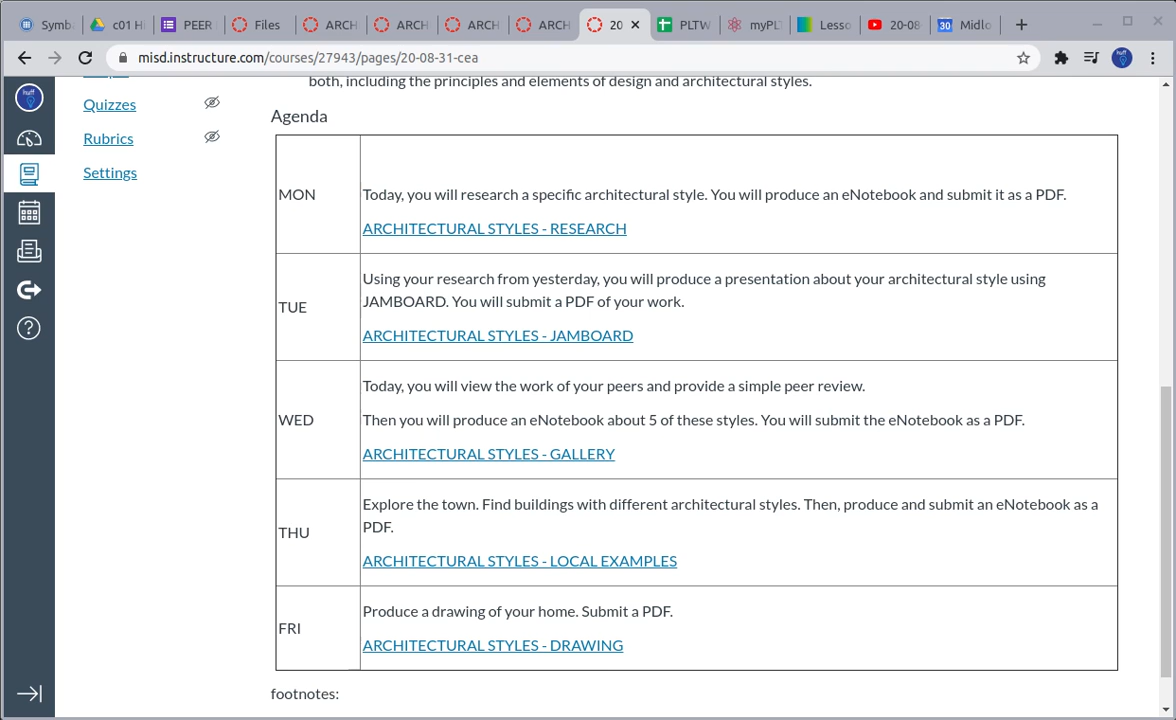 Symb
c01 H
PEER
Files
ARCH
ARCH
ARCH
ARCH
20
PLTW
myPL
Lesso
20-08
30
Midlo
misd.instructure.com/courses/27943/pages/20-08-31-cea
huff
huff
both, including the principles and elements of design and architectural styles.
Quizzes
Rubrics
Settings
Agenda
MON
Today, you will research a specific architectural style. You will produce an eNotebook and submit it as a PDF.
ARCHITECTURAL STYLES - RESEARCH
TUE
Using your research from yesterday, you will produce a presentation about your architectural style using
JAMBOARD. You will submit a PDF of your work.
ARCHITECTURAL STYLES - JAMBOARD
WED
Today, you will view the work of your peers and provide a simple peer review.
Then you will produce an eNotebook about 5 of these styles. You will submit the eNotebook as a PDF.
ARCHITECTURAL STYLES - GALLERY
THU
Explore the town. Find buildings with different architectural styles. Then, produce and submit an eNotebook as a
PDF.
ARCHITECTURAL STYLES - LOCAL EXAMPLES
FRI
Produce a drawing of your home. Submit a PDF.
ARCHITECTURAL STYLES - DRAWING
footnotes: